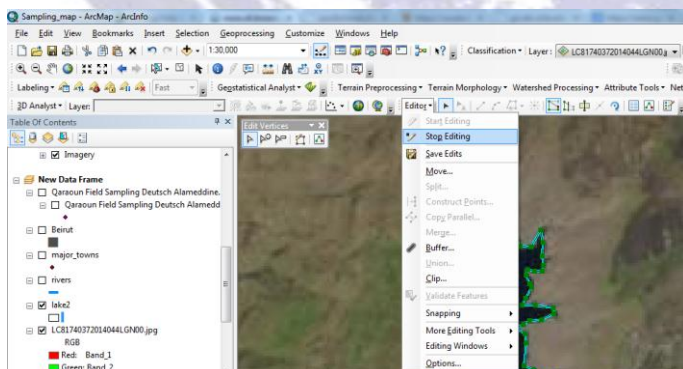 Sampling_map - ArcMap - ArcInfo
File Edit View Bookmarks Insert Selection Geoprocessing Customize Windows Help
1:30,000 Classification Layer: LC81740372014044LGN00.j
Labeling Fast Geostatistical Analyst Terrain Preprocessing Terrain Morphology Watershed Processing Attribute Tools Net
3D Analyst Layer: Editor
Table Of Contents
Edit Vertices
Imagery
New Data Frame
Qaraoun Field Sampling Deutsch Alameddine.
Qaraoun Field Sampling Deutsch Alamedd
Beirut
major_towns
rivers
lake2
LC81740372014044LGN00.jpg
RGB
Red: Band_1
Green: Band_2
Start Editing
Stop Editing
Save Edits
Move...
Split...
Construct Points...
Copy Parallel...
Merge...
Buffer...
Union...
Clip...
Validate Features
Snapping
More Editing Tools
Editing Windows
Options...